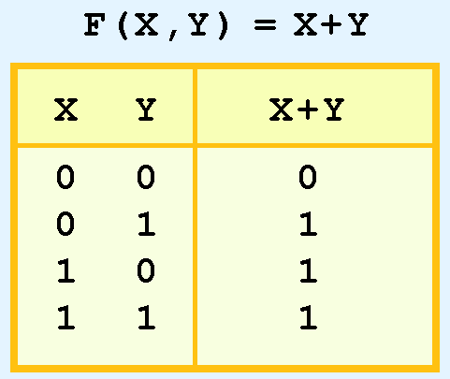 F(X,Y) = X+Y
X Y X+Y
0 0 0
0 1 1
1 0 1
1 1 1